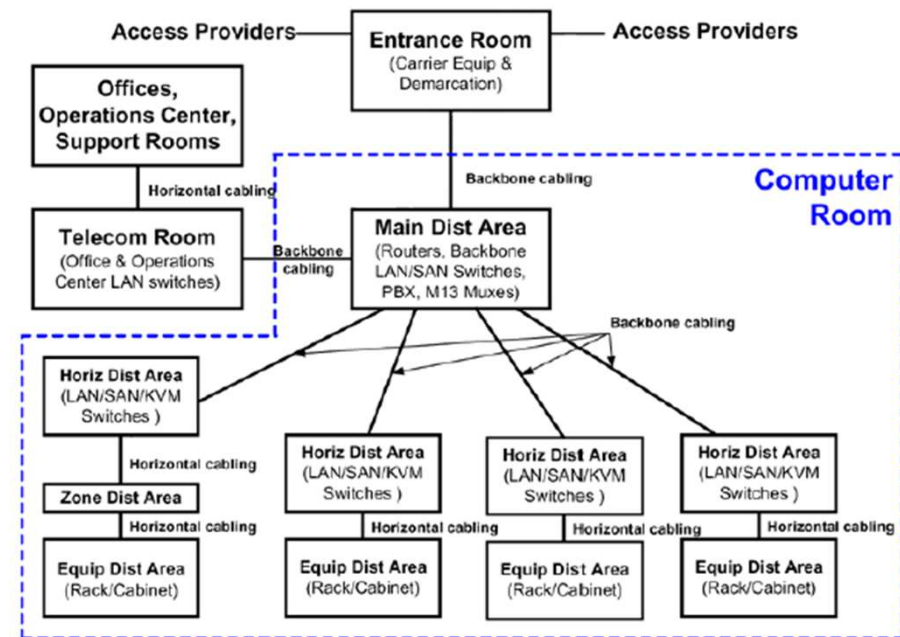 Access Providers
Entrance Room
(Carrier Equip &
Demarcation)
Access Providers
Offices,
Operations Center,
Support Rooms
Horizontal cabling
Backbone cabling
Computer
Room
Telecom Room
(Office & Operations
Center LAN switches)
Backbone
cabling
Main Dist Area
(Routers, Backbone
LAN/SAN Switches,
PBX, M13 Muxes)
Backbone cabling
Horiz Dist Area
(LAN/SAN/KVM
Switches )
Horizontal cabling
Zone Dist Area
Horizontal cabling
Equip Dist Area
(Rack/Cabinet)
Horiz Dist Area
(LAN/SAN/KVM
Switches )
Horizontal cabling
Equip Dist Area
(Rack/Cabinet)
Horiz Dist Area
(LAN/SAN/KVM
Switches )
Horizontal cabling
Equip Dist Area
(Rack/Cabinet)
Horiz Dist Area
(LAN/SAN/KVM
Switches )
Horizontal cabling
Equip Dist Area
(Rack/Cabinet)